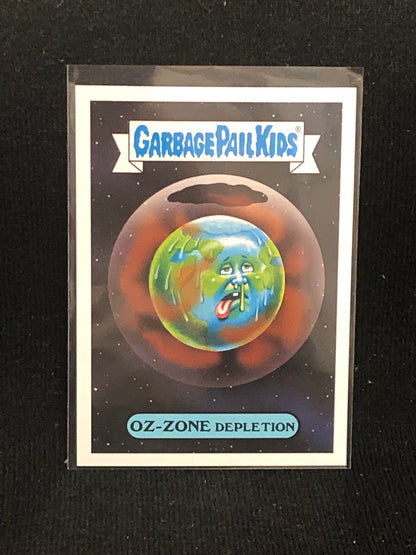 GARBAGE PAIL KIDS®
OZ-ZONE DEPLETION